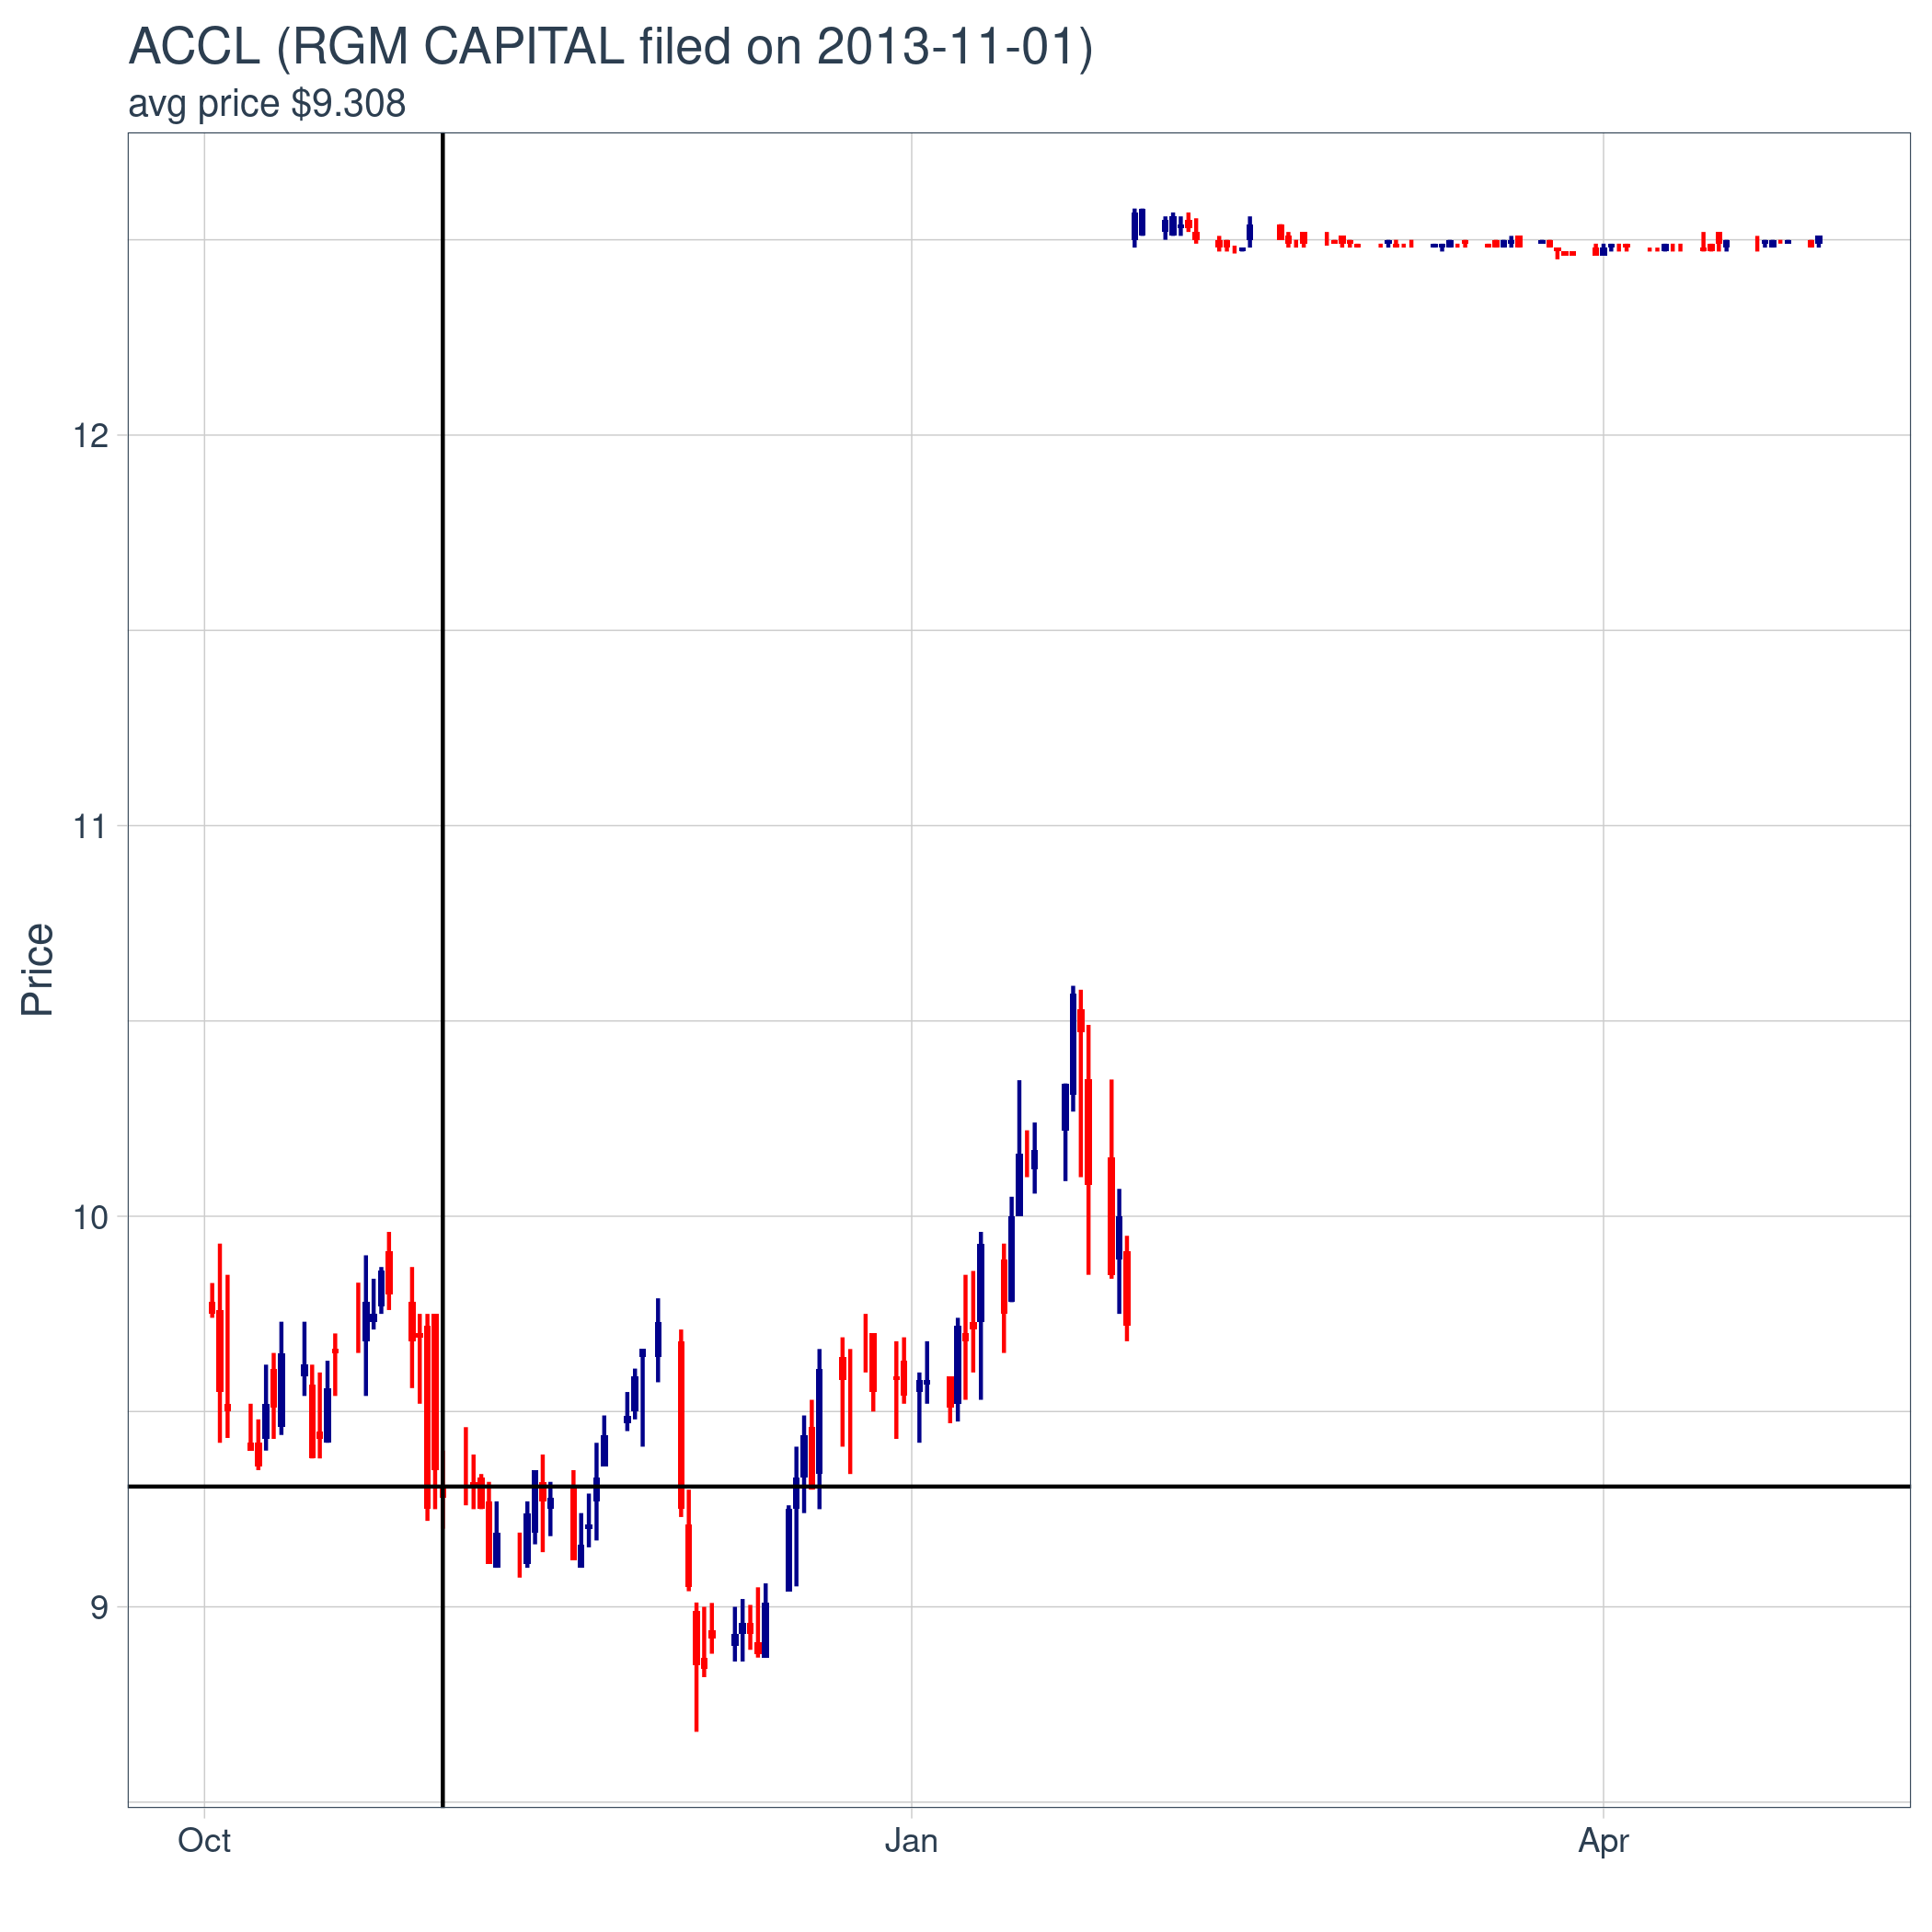 ACCL (RGM CAPITAL filed on 2013-11-01)
avg price $9.308
12
11
10
9
Price
Oct Jan Apr